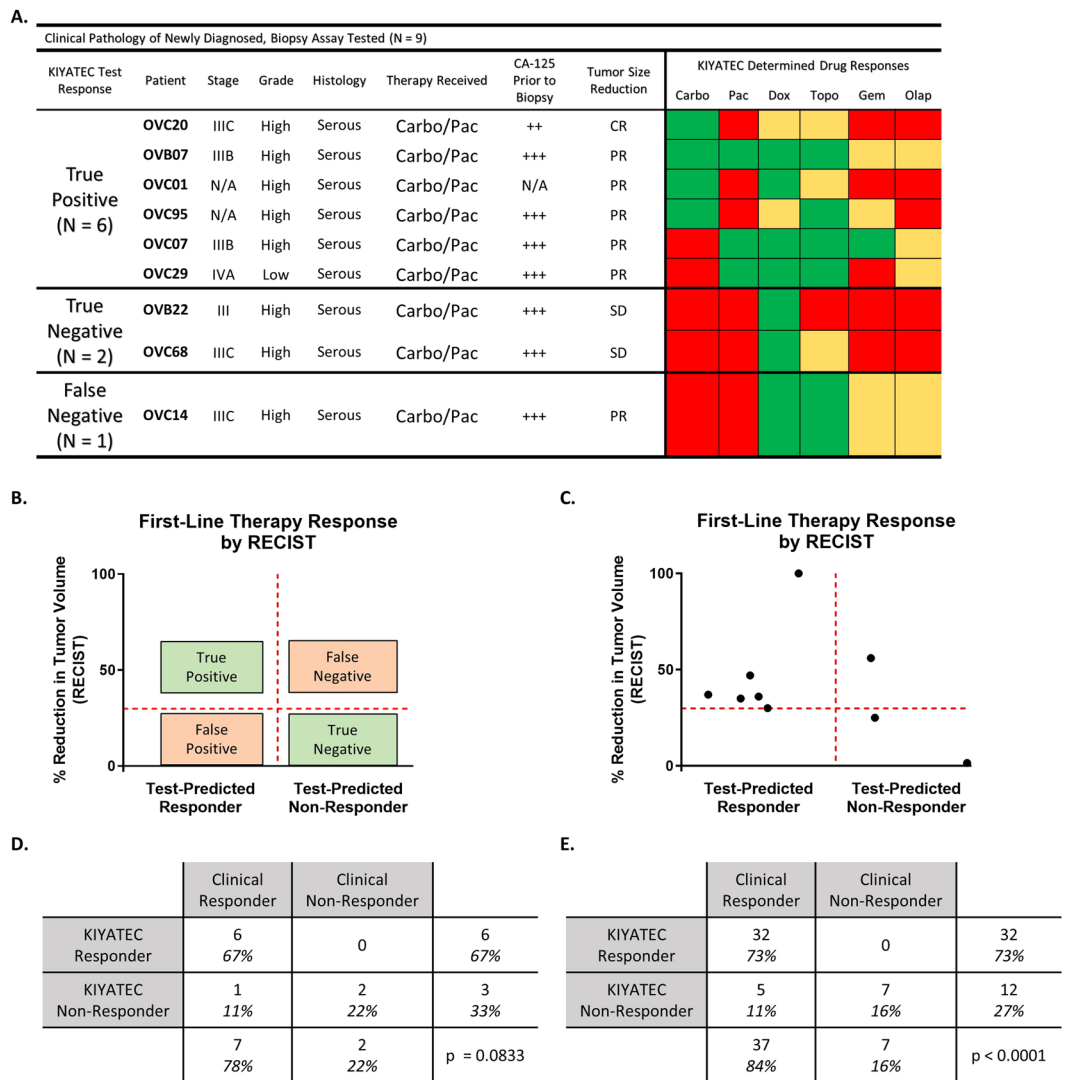 A.
Clinical Pathology of Newly Diagnosed, Biopsy Assay Tested (N = 9)
KIYATEC Test
Response
Patient
Stage
Grade
Histology
Therapy Received
CA-125
Prior to
Biopsy
Tumor Size
Reduction
KIYATEC Determined Drug Responses
Carbo Pac Dox Topo Gem Olap
True
Positive
(N = 6)
OVC20 IIIC High Serous Carbo/Pac ++ CR
OVB07 IIIB High Serous Carbo/Pac +++ PR
OVC01 N/A High Serous Carbo/Pac N/A PR
OVC95 N/A High Serous Carbo/Pac +++ PR
OVC07 IIIB High Serous Carbo/Pac +++ PR
OVC29 IVA Low Serous Carbo/Pac +++ PR
True
Negative
(N = 2)
OVB22 III High Serous Carbo/Pac +++ SD
OVC68 IIIC High Serous Carbo/Pac +++ SD
False
Negative
(N = 1)
OVC14 IIIC High Serous Carbo/Pac +++ PR
B.
First-Line Therapy Response
by RECIST
% Reduction in Tumor Volume
(RECIST)
100
50
0
True
Positive
False
Negative
False
Positive
True
Negative
Test-Predicted
Responder
Test-Predicted
Non-Responder
C.
First-Line Therapy Response
by RECIST
% Reduction in Tumor Volume
(RECIST)
100
50
0
Test-Predicted
Responder
Test-Predicted
Non-Responder
D.
Clinical
Responder
Clinical
Non-Responder
KIYATEC
Responder
6
67%
0
6
67%
KIYATEC
Non-Responder
1
11%
2
22%
3
33%
7
78%
2
22%
p = 0.0833
E.
Clinical
Responder
Clinical
Non-Responder
KIYATEC
Responder
32
73%
0
32
73%
KIYATEC
Non-Responder
5
11%
7
16%
12
27%
37
84%
7
16%
p < 0.0001